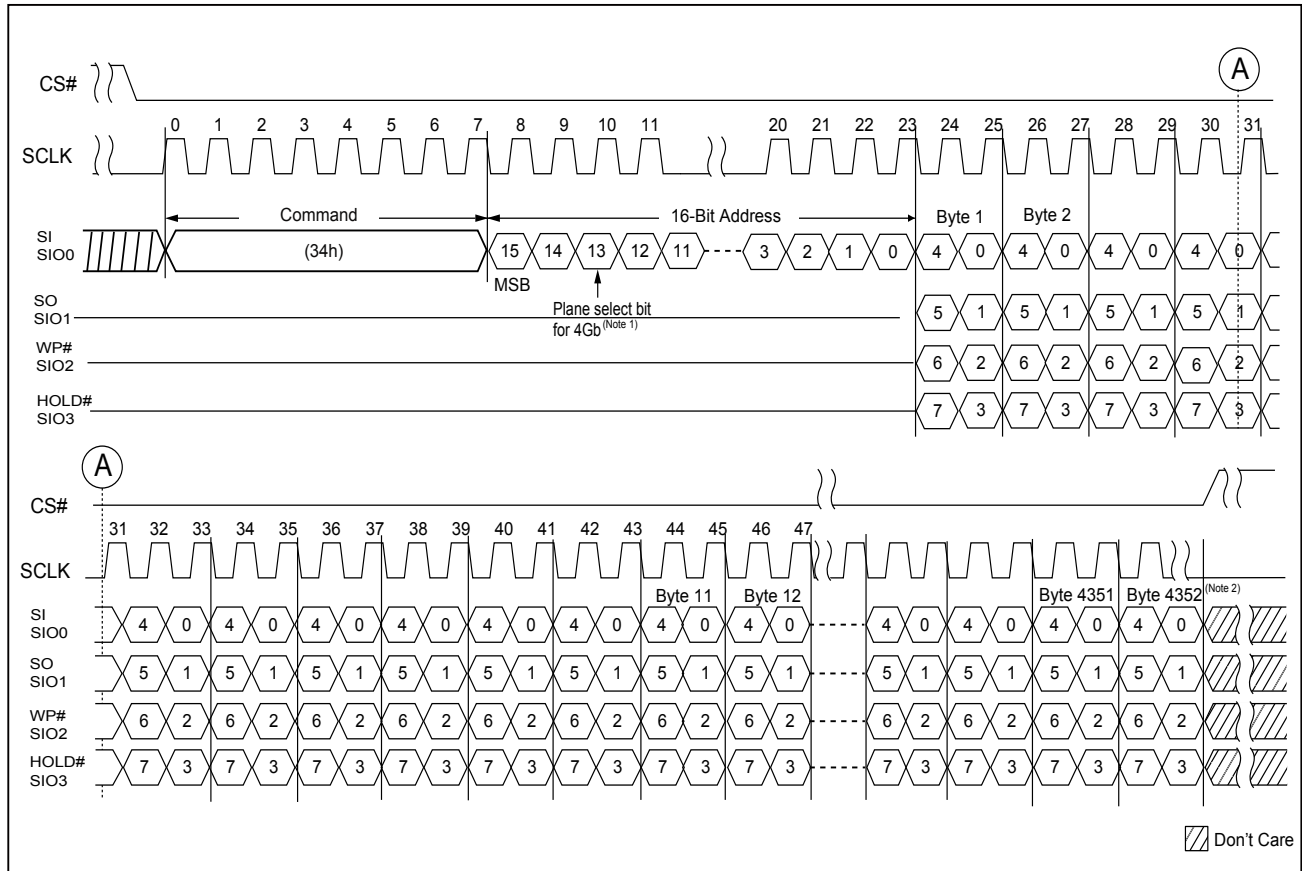 A
CS#
0 1 2 3 4 5 6 7 8 9 10 11 20 21 22 23 24 25 26 27 28 29 30 31
SCLK
Command 16-Bit Address Byte 1 Byte 2
SI
SIO0
(34h) 15 14 13 12 11 3 2 1 0 4 0 4 0 4 0 4 0
MSB
Plane select bit
for 4Gb (Note 1)
SO
SIO1
5 1 5 1 5 1 5 1
WP#
SIO2
6 2 6 2 6 2 6 2
HOLD#
SIO3
7 3 7 3 7 3 7 3
A
CS#
31 32 33 34 35 36 37 38 39 40 41 42 43 44 45 46 47
SCLK
Byte 11 Byte 12 Byte 4351 Byte 4352 (Note 2)
SI
SIO0
4 0 4 0 4 0 4 0 4 0 4 0 4 0 4 0 4 0 4 0 4 0 4 0
SO
SIO1
5 1 5 1 5 1 5 1 5 1 5 1 5 1 5 1 5 1 5 1 5 1 5 1
WP#
SIO2
6 2 6 2 6 2 6 2 6 2 6 2 6 2 6 2 6 2 6 2 6 2 6 2
HOLD#
SIO3
7 3 7 3 7 3 7 3 7 3 7 3 7 3 7 3 7 3 7 3 7 3 7 3
Don't Care